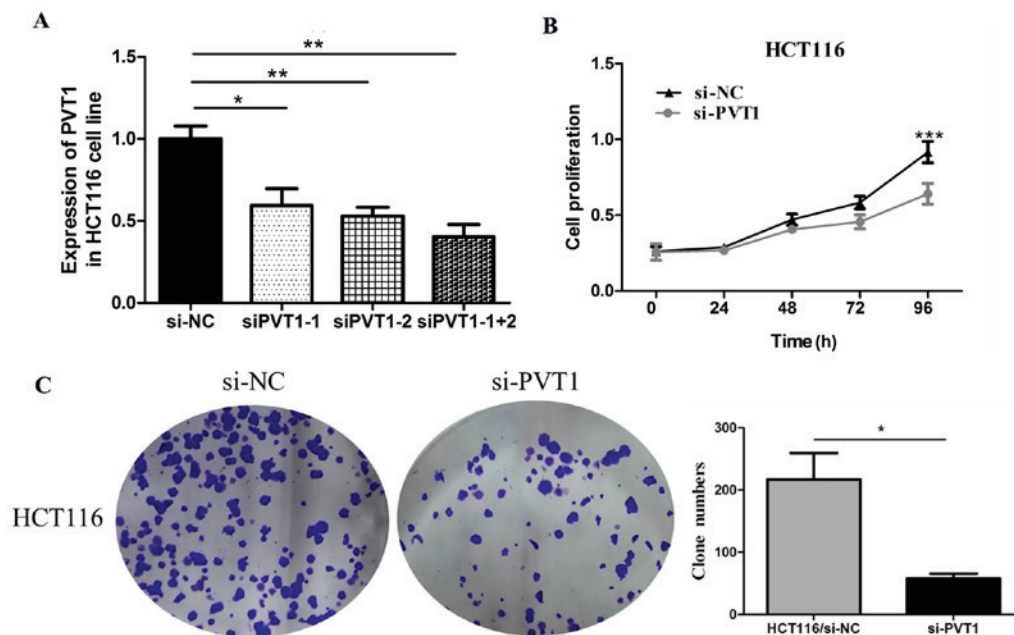 A
**
**
*
Expression of PVT1
in HCT116 cell line
1.5
1.0
0.5
0.0
si-NC siPVT1-1 siPVT1-2 siPVT1-1+2
B
HCT116
si-NC
si-PVT1
***
Cell proliferation
1.5
1.0
0.5
0.0
0 24 48 72 96
Time (h)
C
si-NC si-PVT1
HCT116
*
Clone numbers
300
200
100
0
HCT116/si-NC si-PVT1